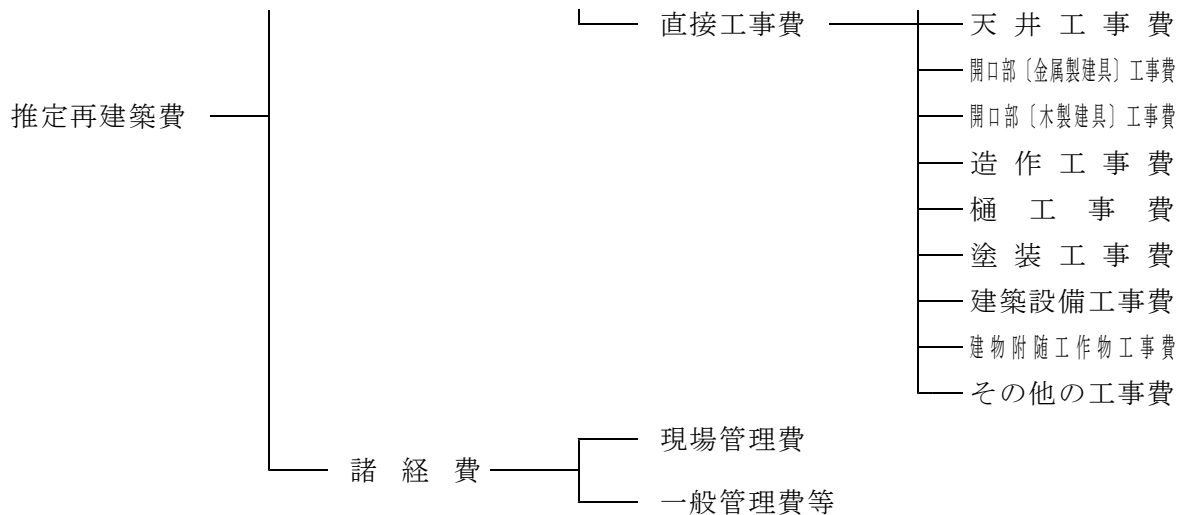 直接工事費
天井工事費
開口部〔金属製建具〕工事費
推定再建築費
開口部〔木製建具〕工事費
造作工事費
樋工事費
塗装工事費
建築設備工事費
建物附随工作物工事費
その他の工事費
現場管理費
諸経費
一般管理費等